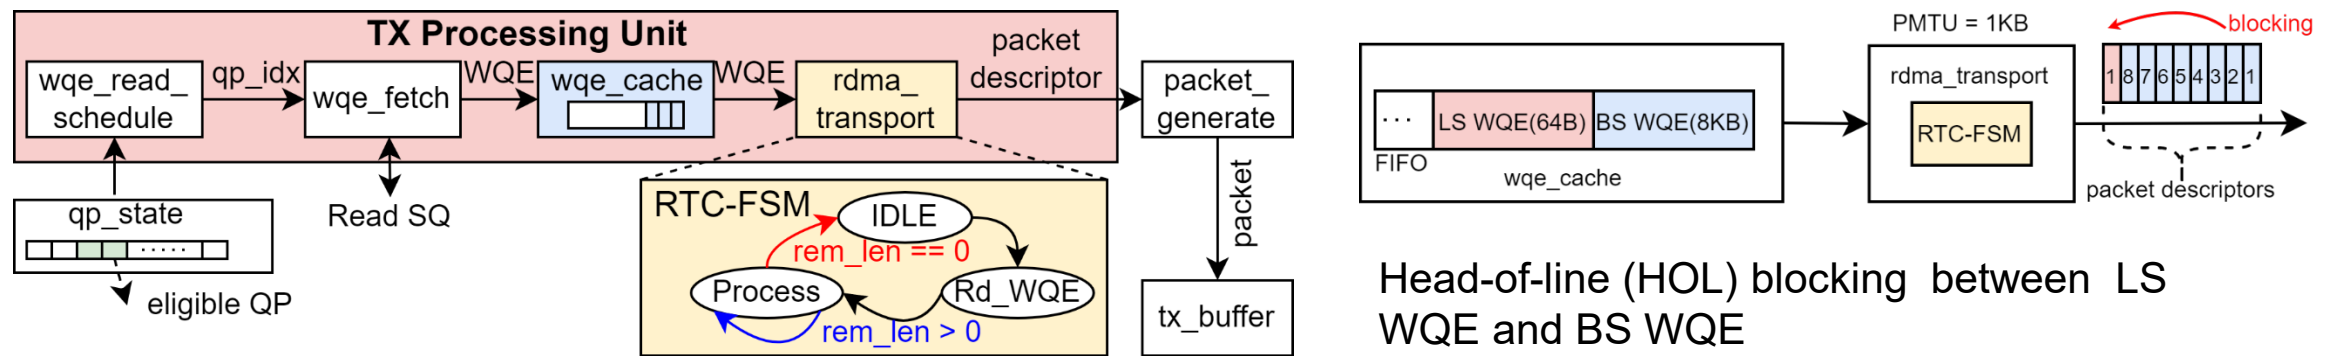 TX Processing Unit
wqe_read_
schedule
qp_idx
wqe_fetch
WQE
wqe_cache
WQE
rdma_
transport
packet
descriptor
packet_
generate
qp_state
.....
eligible QP
Read SQ
RTC-FSM
IDLE
rem_len == 0
Process
Rd_WQE
rem_len > 0
packet
tx_buffer
PMTU = 1KB
blocking
...
LS WQE(64B)
BS WQE(8KB)
FIFO
wqe_cache
rdma_transport
RTC-FSM
1 8 7 6 5 4 3 2 1
packet descriptors
Head-of-line (HOL) blocking between LS
WQE and BS WQE